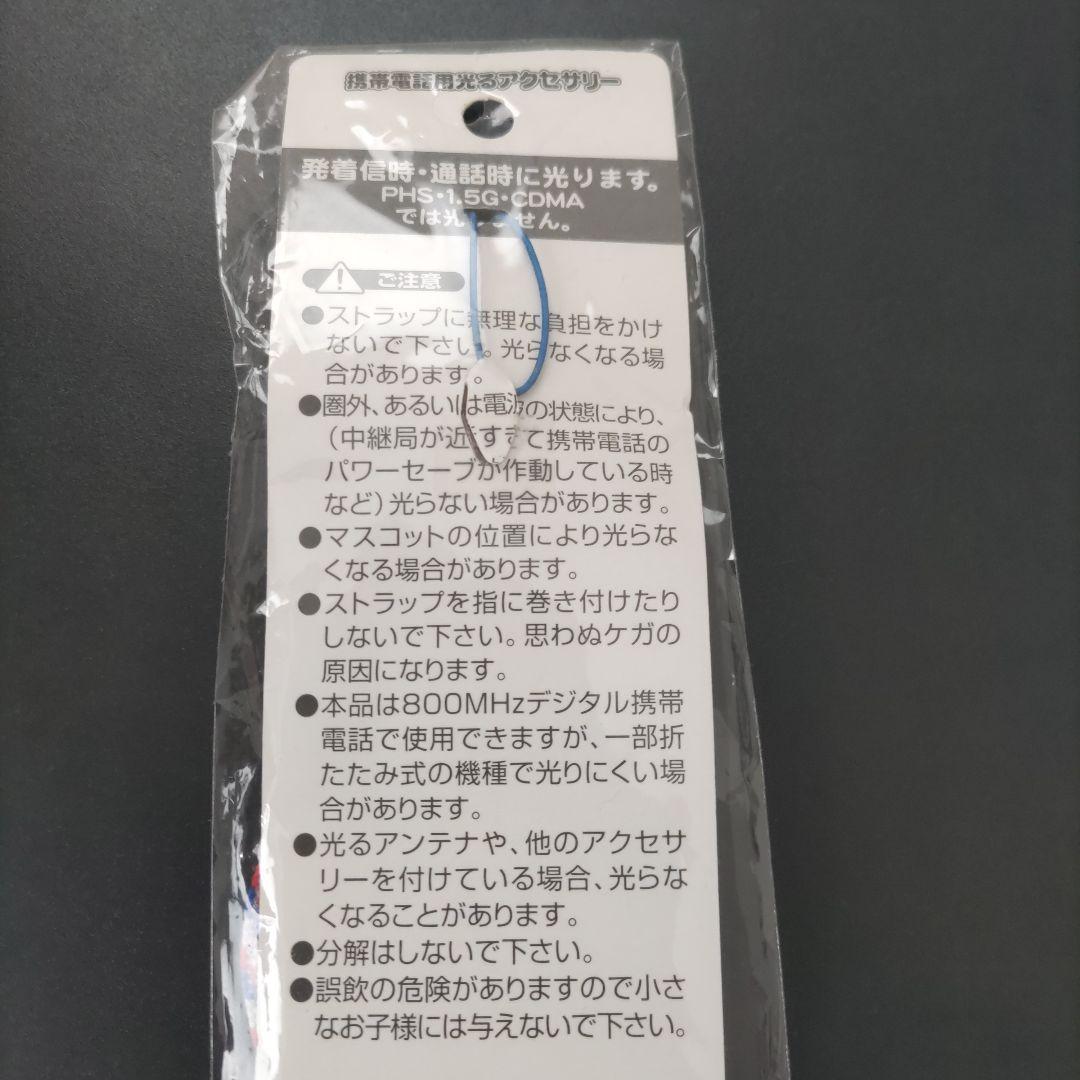 携帯電話用光るアクセサリー
発着信時・通話時に光ります。
PHS・1.5G・CDMA
では光りません。
ご注意
●ストラップに無理な負担をかけ
ないで下さい。光らなくなる場
合があります。
●圏外、あるいは電波の状態により、
(中継局が近すぎて携帯電話の
パワーセーブが作動している時
など)光らない場合があります。
●マスコットの位置により光らな
くなる場合があります。
●ストラップを指に巻き付けたり
しないで下さい。思わぬケガの
原因になります。
●本品は800MHzデジタル携帯
電話で使用できますが、一部折
たたみ式の機種で光りにくい場
合があります。
●光るアンテナや、他のアクセサ
リーを付けている場合、光らな
くなることがあります。
●分解はしないで下さい。
●誤飲の危険がありますので小さ
なお子様には与えないで下さい。